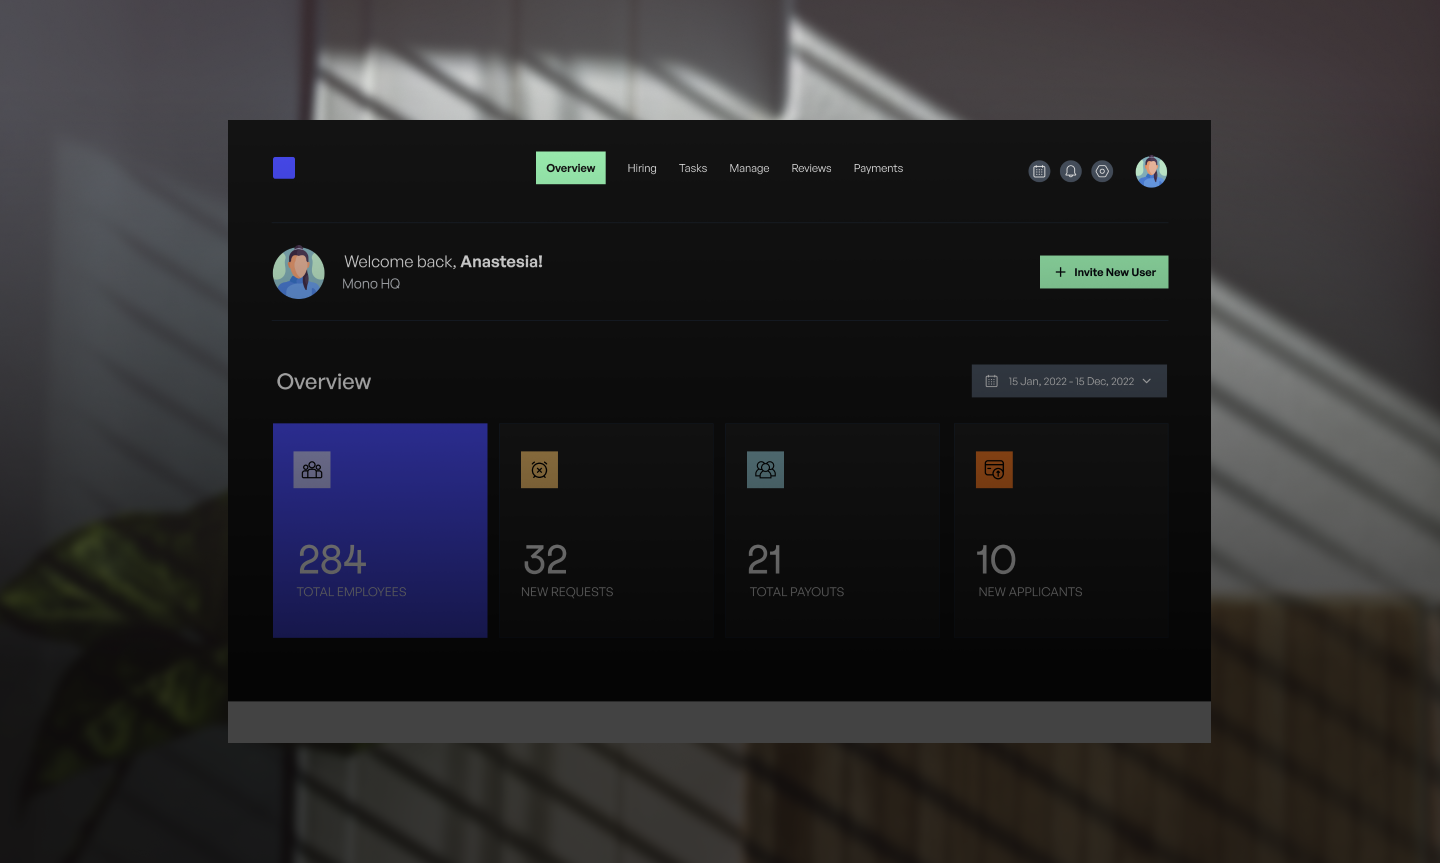 Overview
Hiring
Tasks
Manage
Reviews
Payments
Welcome back, Anastesia!
Mono HQ
Invite New User
Overview
15 Jan, 2022 - 15 Dec, 2022
284
TOTAL EMPLOYEES
32
NEW REQUESTS
21
TOTAL PAYOUTS
10
NEW APPLICANTS